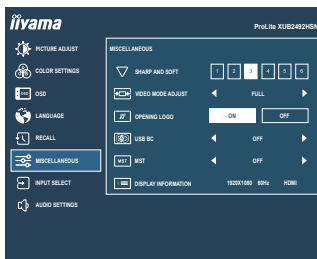 iiyama
ProLite XUB2492HSN
PICTURE ADJUST
COLOR SETTINGS
OSD
OSD
LANGUAGE
RECALL
MISCELLANEOUS
INPUT SELECT
AUDIO SETTINGS
MISCELLANEOUS
SHARP AND SOFT
1 2 3 4 5 6
VIDEO MODE ADJUST
FULL
OPENING LOGO
ON OFF
USB BC
OFF
MST
MST
OFF
DISPLAY INFORMATION
1920X1080 60Hz HDMI